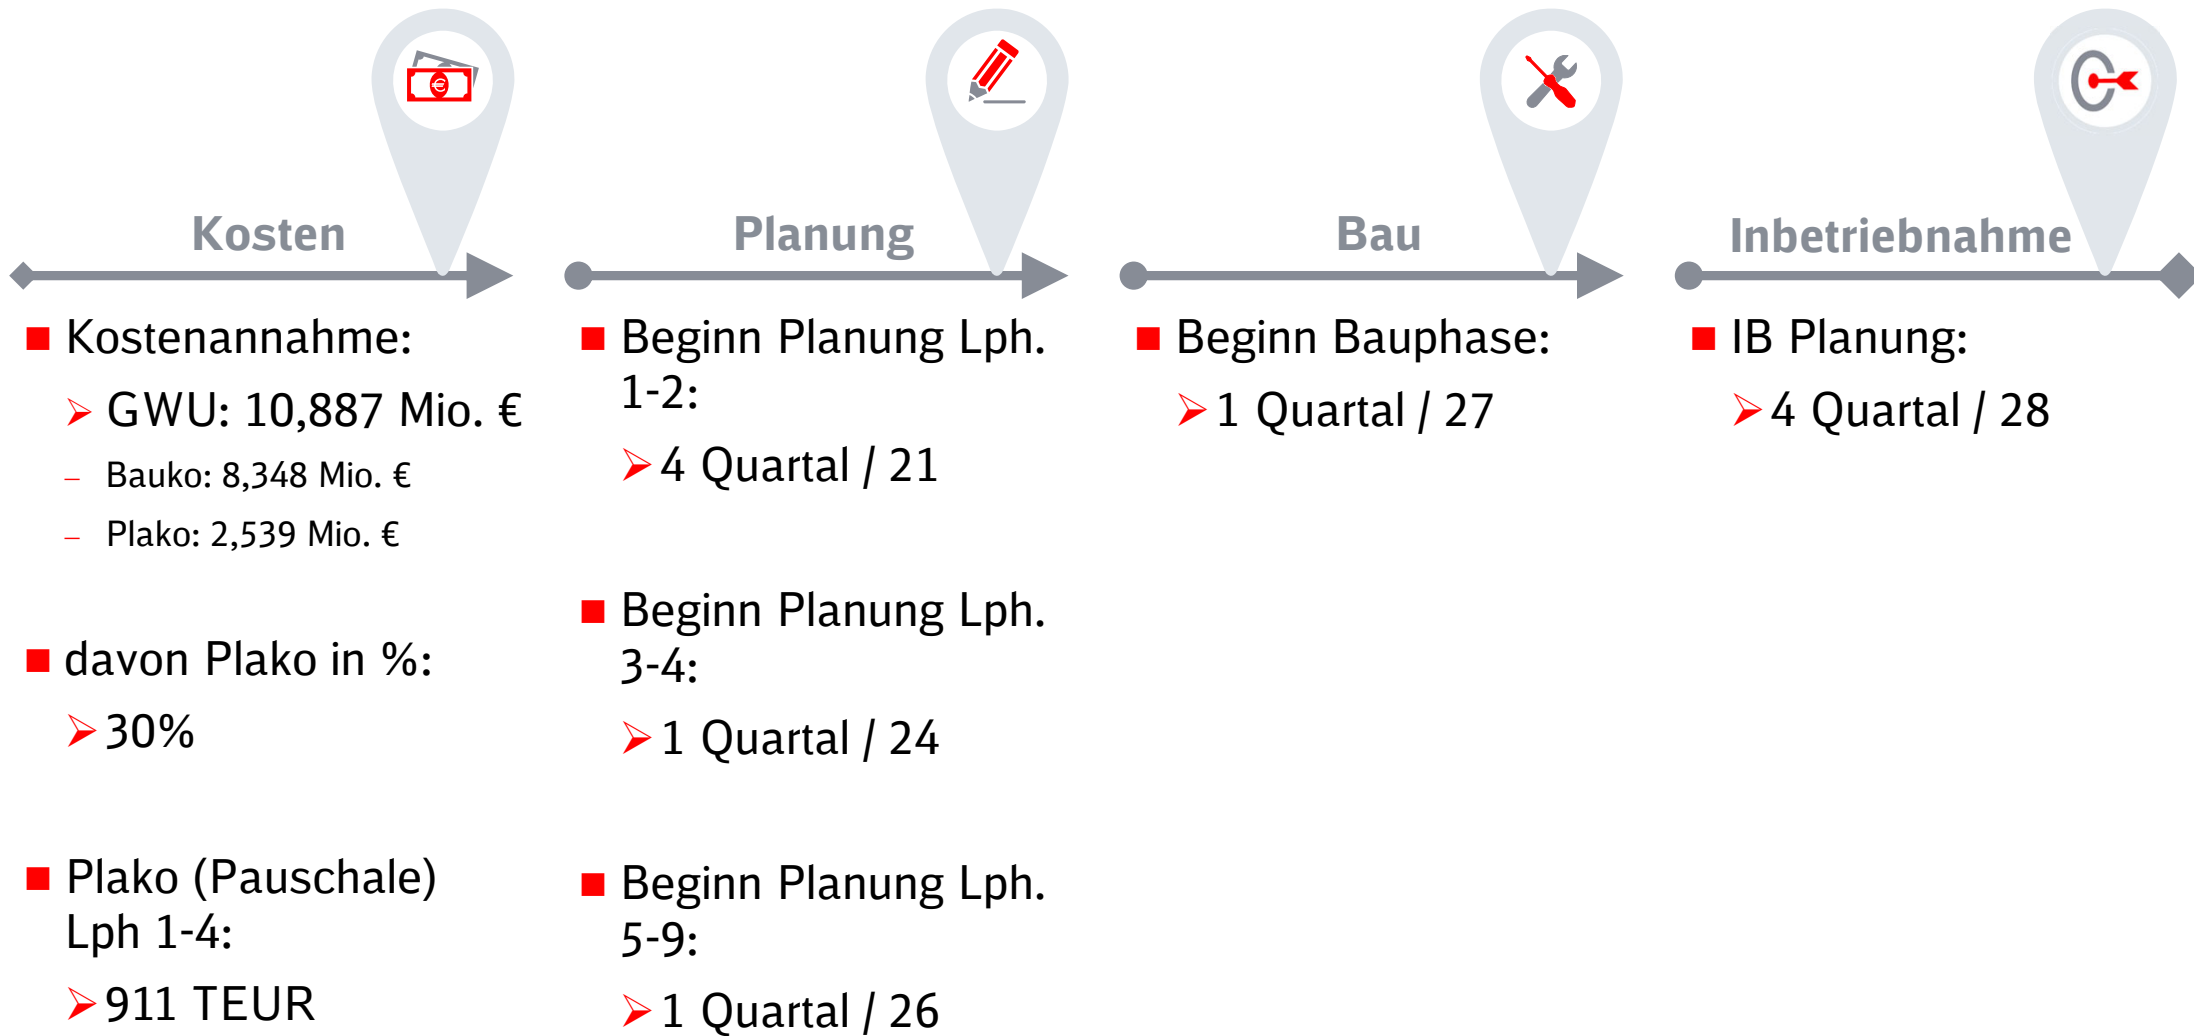 Kosten
Kostenannahme:
GWU: 10,887 Mio. €
– Bauko: 8,348 Mio. €
– Plako: 2,539 Mio. €
davon Plako in %:
30%
Plako (Pauschale)
Lph 1-4:
911 TEUR
Planung
Beginn Planung Lph.
1-2:
4 Quartal / 21
Beginn Planung Lph.
3-4:
1 Quartal / 24
Beginn Planung Lph.
5-9:
1 Quartal / 26
Bau
Beginn Bauphase:
1 Quartal / 27
Inbetriebnahme
IB Planung:
4 Quartal / 28